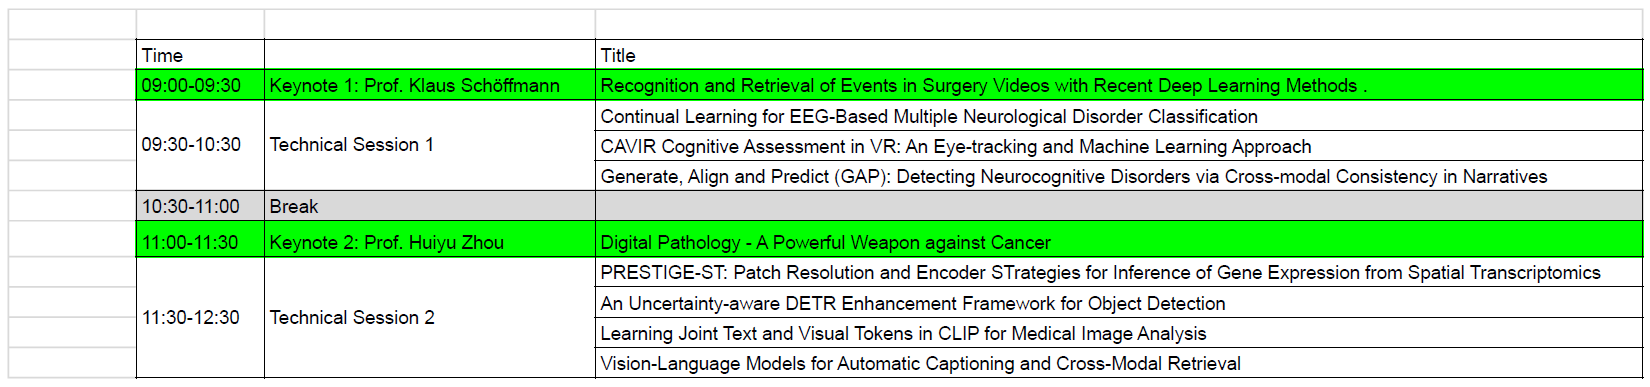 Time Title
09:00-09:30 Keynote 1: Prof. Klaus Schöffmann Recognition and Retrieval of Events in Surgery Videos with Recent Deep Learning Methods .
Continual Learning for EEG-Based Multiple Neurological Disorder Classification
09:30-10:30 Technical Session 1 CAVIR Cognitive Assessment in VR: An Eye-tracking and Machine Learning Approach
Generate, Align and Predict (GAP): Detecting Neurocognitive Disorders via Cross-modal Consistency in Narratives
10:30-11:00 Break
11:00-11:30 Keynote 2: Prof. Huiyu Zhou Digital Pathology - A Powerful Weapon against Cancer
PRESTIGE-ST: Patch Resolution and Encoder STrategies for Inference of Gene Expression from Spatial Transcriptomics
An Uncertainty-aware DETR Enhancement Framework for Object Detection
11:30-12:30 Technical Session 2
Learning Joint Text and Visual Tokens in CLIP for Medical Image Analysis
Vision-Language Models for Automatic Captioning and Cross-Modal Retrieval